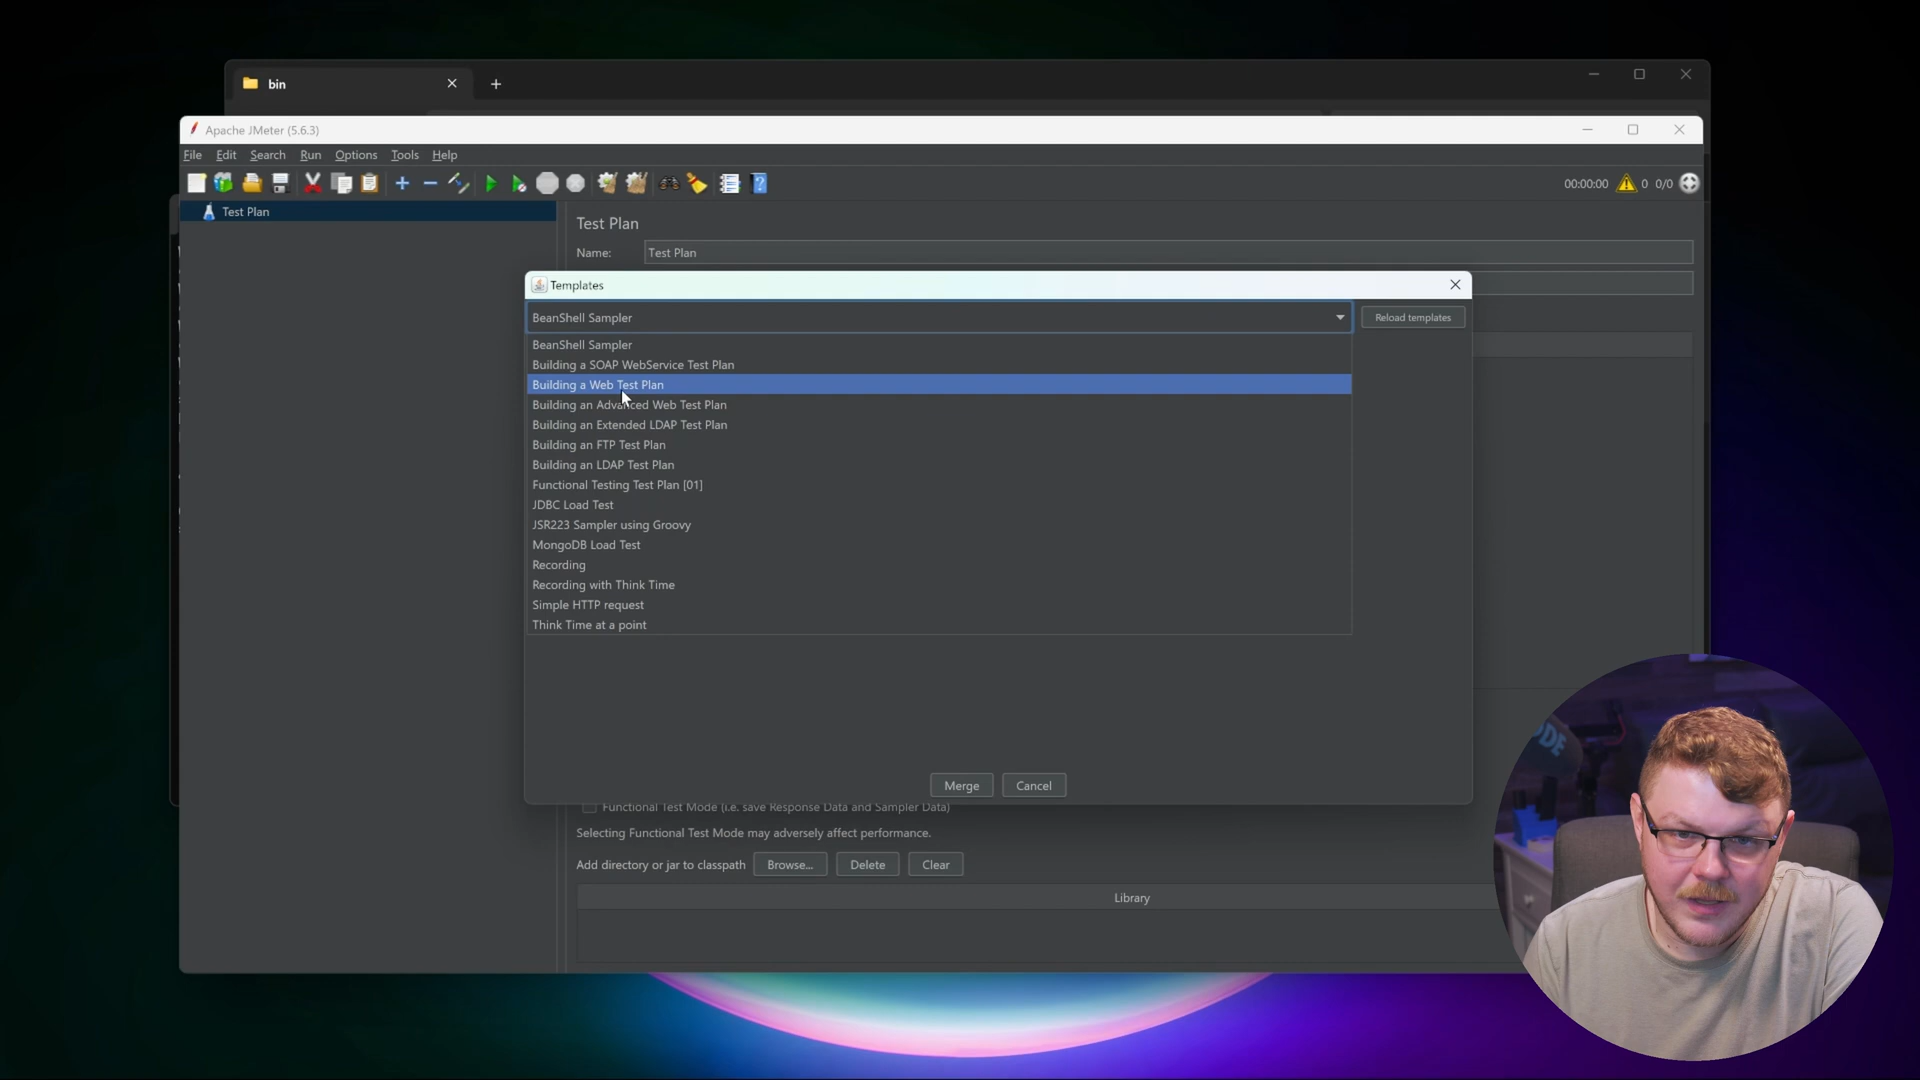 bin
Apache JMeter (5.6.3)
File Edit Search Run Options Tools Help
00:00:00 0 0/0
Test Plan
Test Plan
Name: Test Plan
Templates
BeanShell Sampler
Reload templates
BeanShell Sampler
Building a SOAP WebService Test Plan
Building a Web Test Plan
Building an Advanced Web Test Plan
Building an Extended LDAP Test Plan
Building an FTP Test Plan
Building an LDAP Test Plan
Functional Testing Test Plan [01]
JDBC Load Test
JSR223 Sampler using Groovy
MongoDB Load Test
Recording
Recording with Think Time
Simple HTTP request
Think Time at a point
Merge Cancel
Functional Test Mode (i.e. save Response Data and Sampler Data)
Selecting Functional Test Mode may adversely affect performance.
Add directory or jar to classpath Browse... Delete Clear
Library